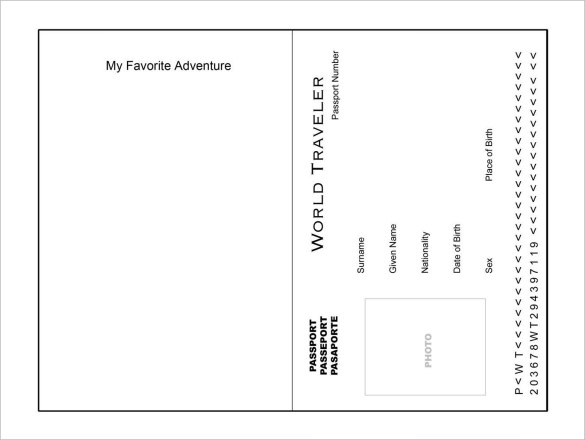 My Favorite Adventure
PASSPORT
PASSEPORT
PASAPORTE
WORLD TRAVELER
Passport Number
Surname
Given Name
Nationality
Date of Birth
Sex
Place of Birth
PHOTO
P<WT<<<<<<<<<<<<<<<<<<<<<<<<<<
203678WT294397119 <<<<<<<<<<<<<<<< <<